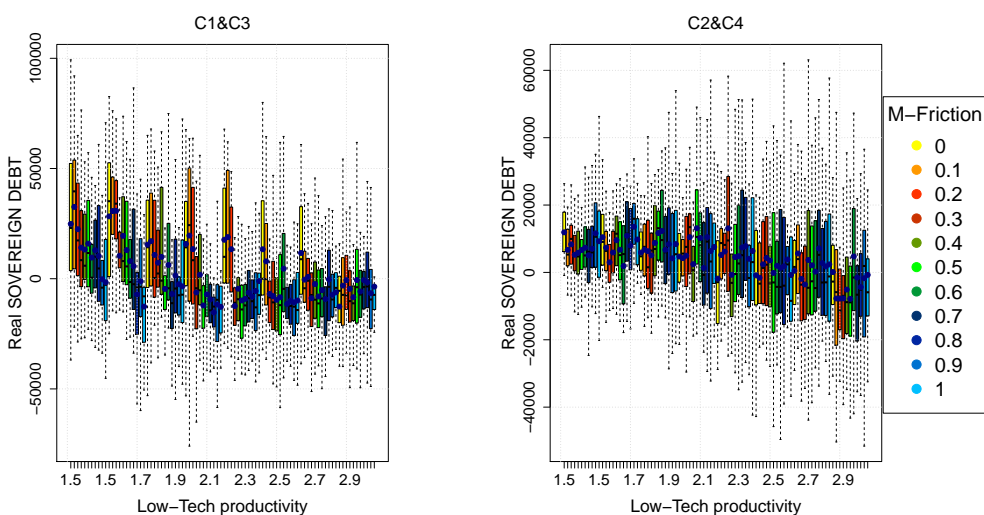 C1&C3
Real SOVEREIGN DEBT
100000
50000
0
−50000
1.5 1.5 1.7 1.9 2.1 2.3 2.5 2.7 2.9
Low−Tech productivity
C2&C4
Real SOVEREIGN DEBT
60000
40000
20000
0
−20000
−40000
1.5 1.7 1.9 2.1 2.3 2.5 2.7 2.9
Low−Tech productivity
M−Friction
0
0.1
0.2
0.3
0.4
0.5
0.6
0.7
0.8
0.9
1